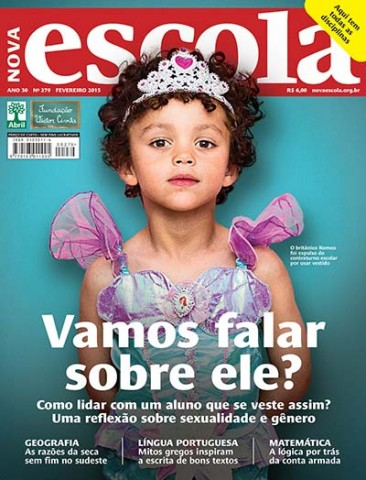 NOVA escola
Aqui tem
todas as
disciplinas
ANO 30 Nº 279 FEVEREIRO 2015
R$ 6,00 novaescola.org.br
Abril
Fundação
Victor Civita
O britânico Romeo
foi expulso do
contraturno escolar
por usar vestido
Vamos falar
sobre ele?
Como lidar com um aluno que se veste assim?
Uma reflexão sobre sexualidade e gênero
GEOGRAFIA
As razões da seca
sem fim no sudeste
LÍNGUA PORTUGUESA
Mitos gregos inspiram
a escrita de bons textos
MATEMÁTICA
A lógica por trás
da conta armada